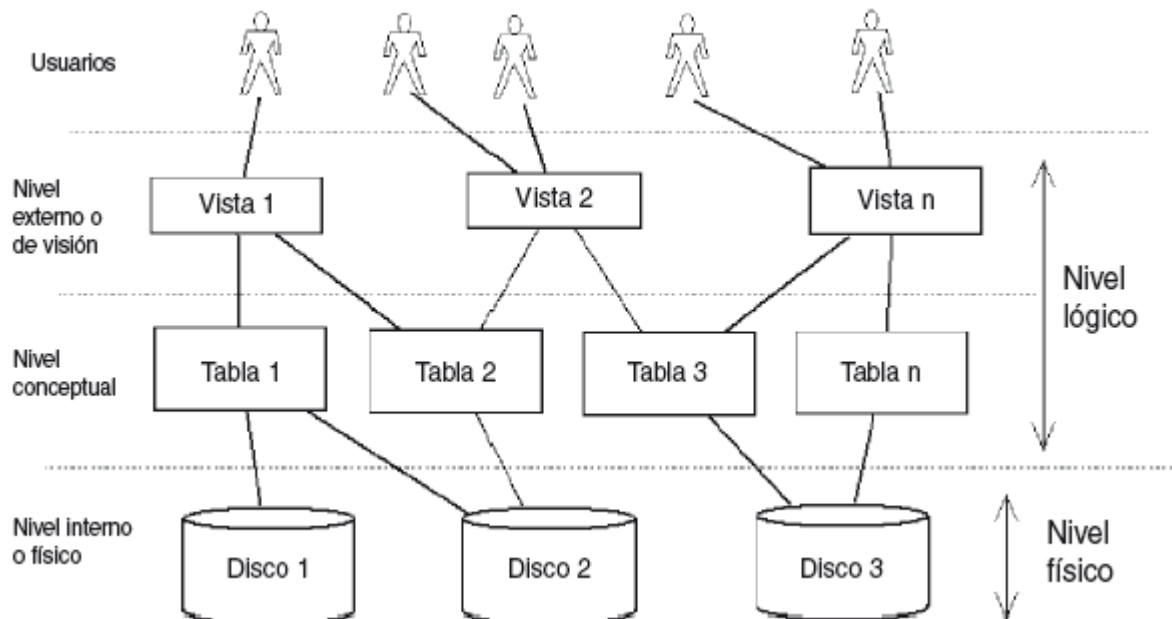 Usuarios
Nivel
externo o
de visión
Vista 1
Vista 2
Vista n
Nivel
lógico
Nivel
conceptual
Tabla 1
Tabla 2
Tabla 3
Tabla n
Nivel interno
o físico
Disco 1
Disco 2
Disco 3
Nivel
físico